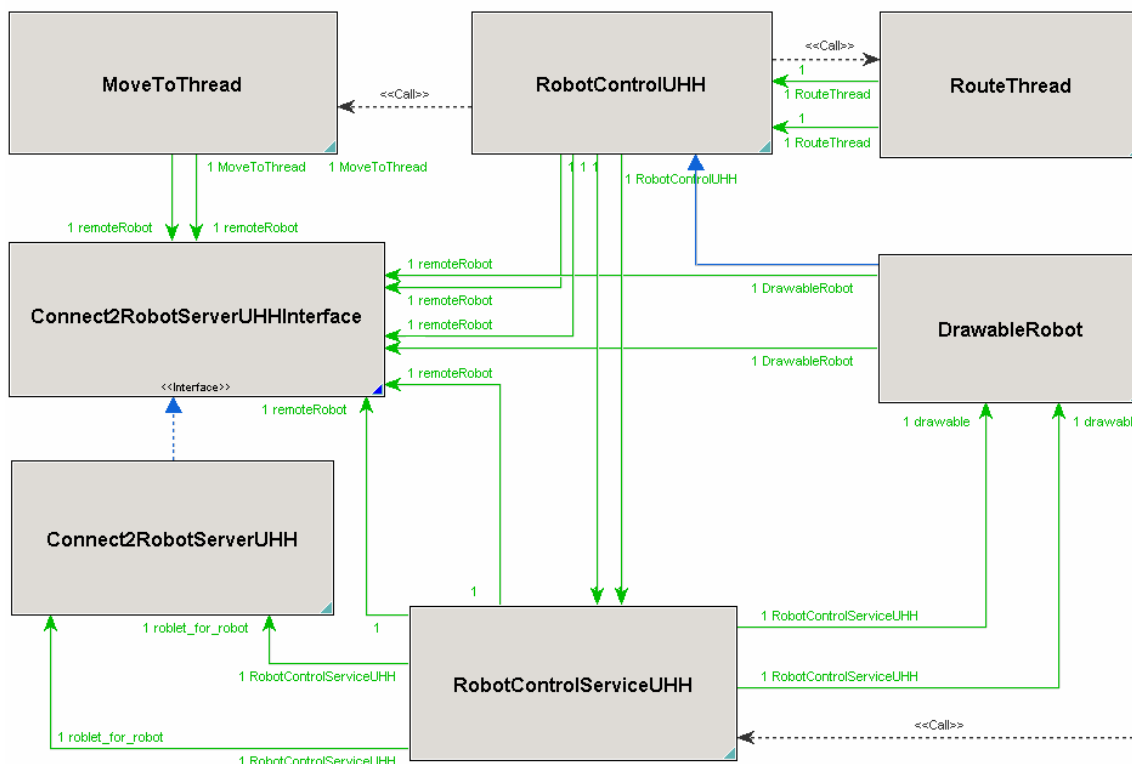 <<Call>>
MoveToThread
RobotControlUHH
RouteThread
<<Call>>
1
1 RouteThread
1
1 RouteThread
1 MoveToThread
1 MoveToThread
1 1 1
1 RobotControlUHH
1 remoteRobot
1 remoteRobot
1 remoteRobot
1 DrawableRobot
1 remoteRobot
Connect2RobotServerUHHInterface
DrawableRobot
1 remoteRobot
1 DrawableRobot
1 remoteRobot
<<Interface>>
1 remoteRobot
1 drawable
1 drawabl
Connect2RobotServerUHH
1
1 RobotControlServiceUHH
1 roblet_for_robot
1
1 RobotControlServiceUHH
1 RobotControlServiceUHH
RobotControlServiceUHH
<<Call>>
1 roblet_for_robot
1 RobotControlServiceUHH